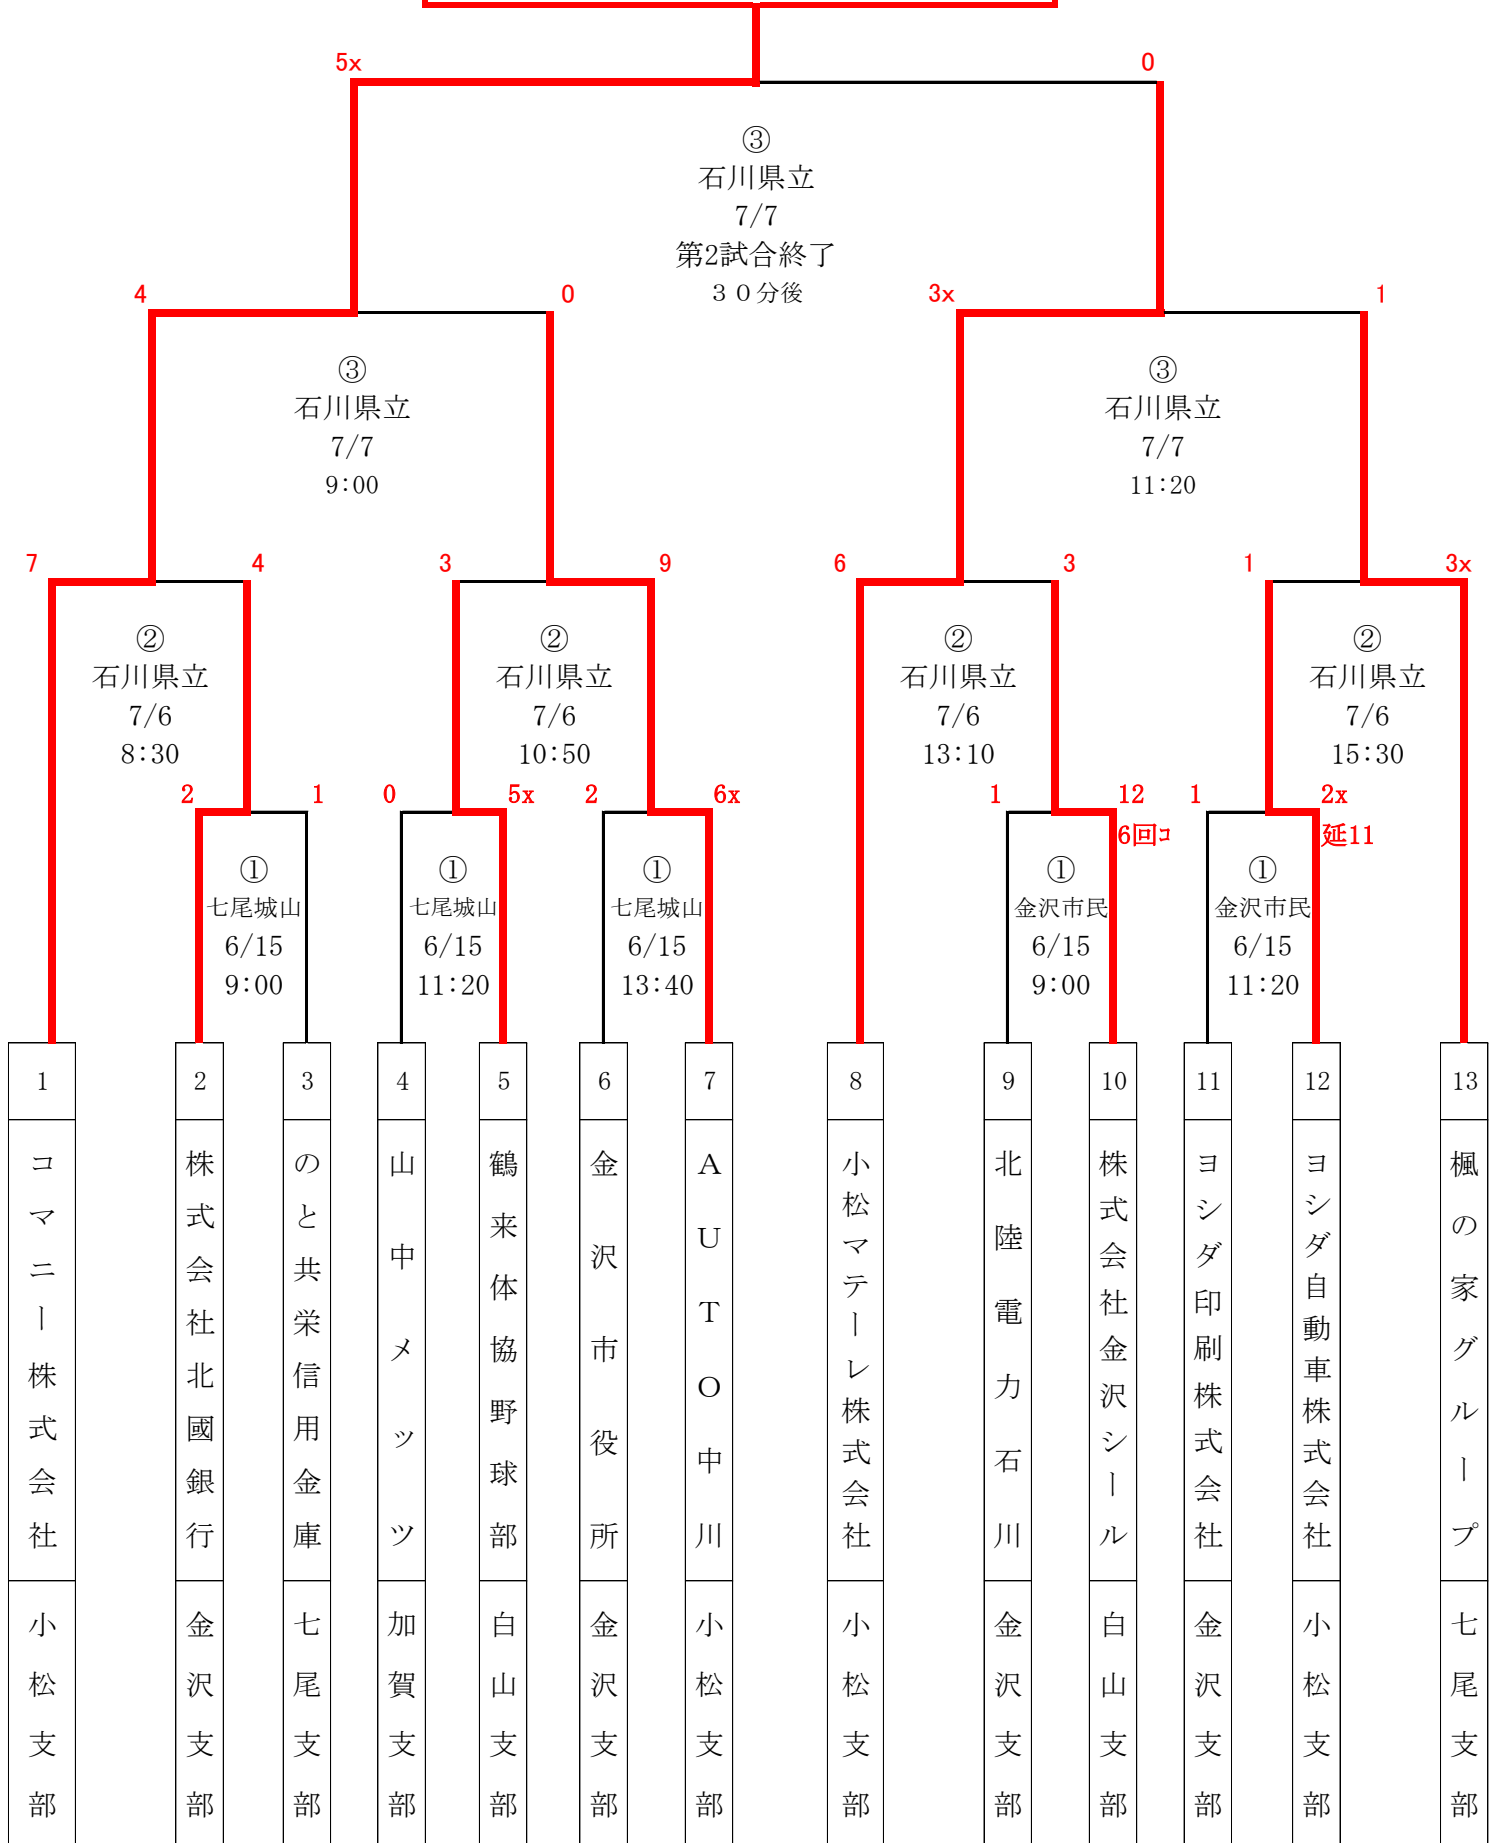 5x
0
③
石川県立
7/7
第2試合終了
３０分後
4
0
3x
1
③
石川県立
7/7
9:00
③
石川県立
7/7
11:20
7
4
3
9
6
3
1
3x
②
石川県立
7/6
8:30
②
石川県立
7/6
10:50
②
石川県立
7/6
13:10
②
石川県立
7/6
15:30
2
1
0
5x
2
6x
1
12
6回コ
1
2x
延11
①
七尾城山
6/15
9:00
①
七尾城山
6/15
11:20
①
七尾城山
6/15
13:40
①
金沢市民
6/15
9:00
①
金沢市民
6/15
11:20
1
コマニー株式会社
小松支部
2
株式会社北國銀行
金沢支部
3
のと共栄信用金庫
七尾支部
4
山中メッツ
加賀支部
5
鶴来体協野球部
白山支部
6
金沢市役所
金沢支部
7
ＡＵＴＯ中川
小松支部
8
小松マテーレ株式会社
小松支部
9
北陸電力石川
金沢支部
10
株式会社金沢シール
白山支部
11
ヨシダ印刷株式会社
金沢支部
12
ヨシダ自動車株式会社
小松支部
13
楓の家グループ
七尾支部